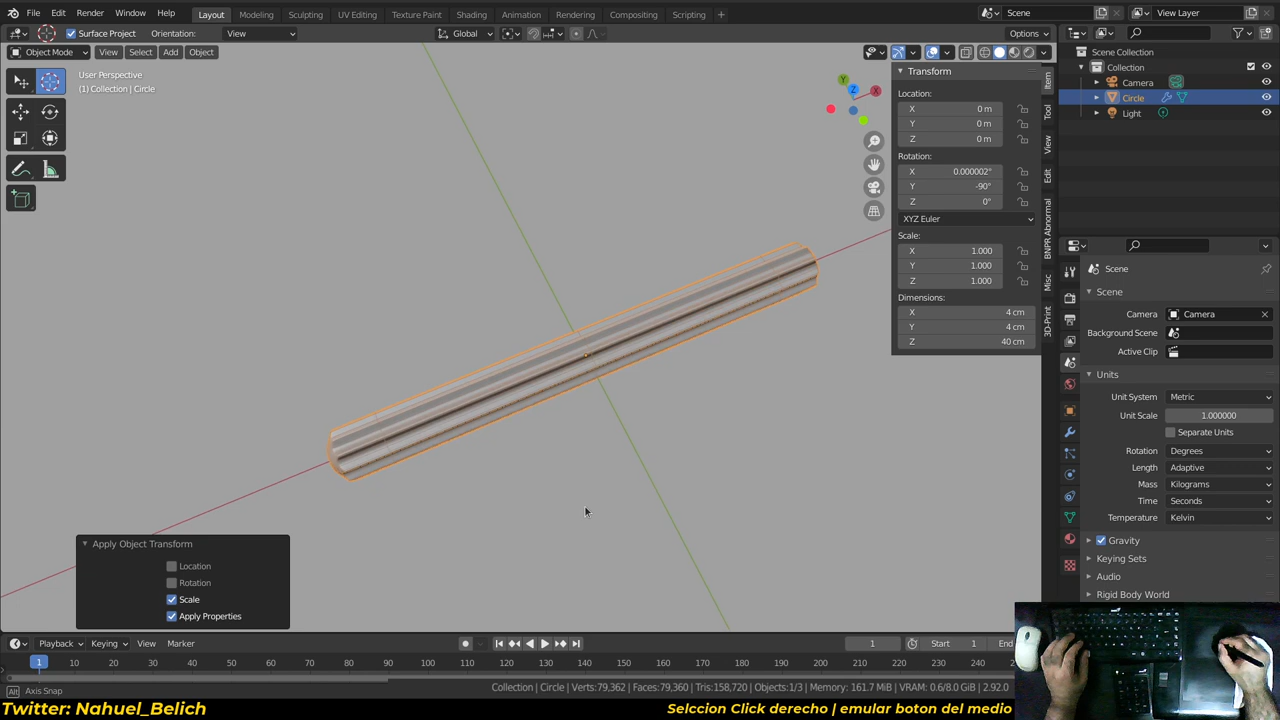 File Edit Render Window Help Layout Modeling Sculpting UV Editing Texture Paint Shading Animation Rendering Compositing Scripting Scene View Layer
Surface Project Orientation: View Global Options
Object Mode View Select Add Object
User Perspective
(1) Collection | Circle
Y
Z
X
Transform
Location:
X 0 m
Y 0 m
Z 0 m
Rotation:
X 0.000002°
Y -90°
Z 0°
XYZ Euler
Scale:
X 1.000
Y 1.000
Z 1.000
Dimensions:
X 4 cm
Y 4 cm
Z 40 cm
Item
Tool
View
Edit
BNPR Abnormal
Misc
3D-Print
Scene Collection
Collection
Camera
Circle
Light
Scene
Scene
Camera Camera
Background Scene
Active Clip
Units
Unit System Metric
Unit Scale 1.000000
Separate Units
Rotation Degrees
Length Adaptive
Mass Kilograms
Time Seconds
Temperature Kelvin
Gravity
Keying Sets
Audio
Rigid Body World
Apply Object Transform
Location
Rotation
Scale
Apply Properties
Playback Keying View Marker 1 Start 1 End
1 10 20 30 40 50 60 70 80 90 100 110 120 130 140 150 160 170 180 190 200 210 220 230 240
Alt Axis Snap Collection | Circle | Verts:79,362 | Faces:79,360 | Tris:158,720 | Objects:1/3 | Memory: 161.7 MiB | VRAM: 0.6/8.0 GiB | 2.92.0
Twitter: Nahuel_Belich
Selccion Click derecho | emular boton del medio